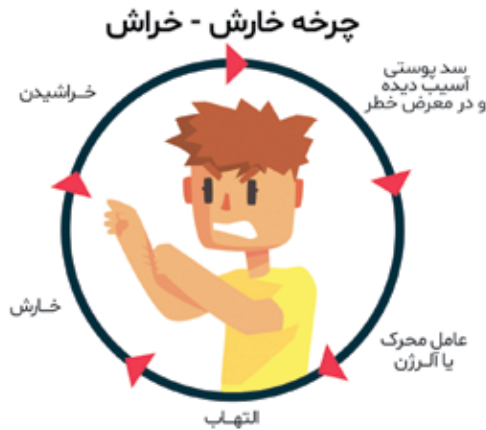 چرخه خارش - خراش
سد پوستی
آسیب دیده
و در معرض خطر
عامل محرک
یا آلرژن
التهاب
خارش
خراشیدن